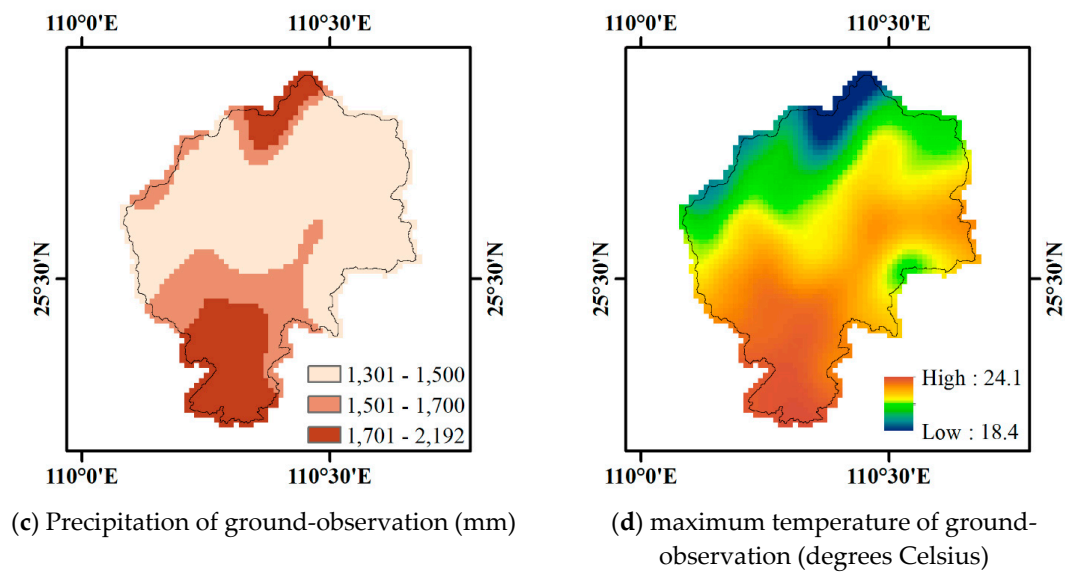 110°0'E
110°30'E
110°0'E
110°30'E
25°30'N
25°30'N
25°30'N
1,301 - 1,500
1,501 - 1,700
1,701 - 2,192
High : 24.1
Low : 18.4
110°0'E
110°30'E
110°0'E
110°30'E
(c) Precipitation of ground-observation (mm)
(d) maximum temperature of ground-
observation (degrees Celsius)